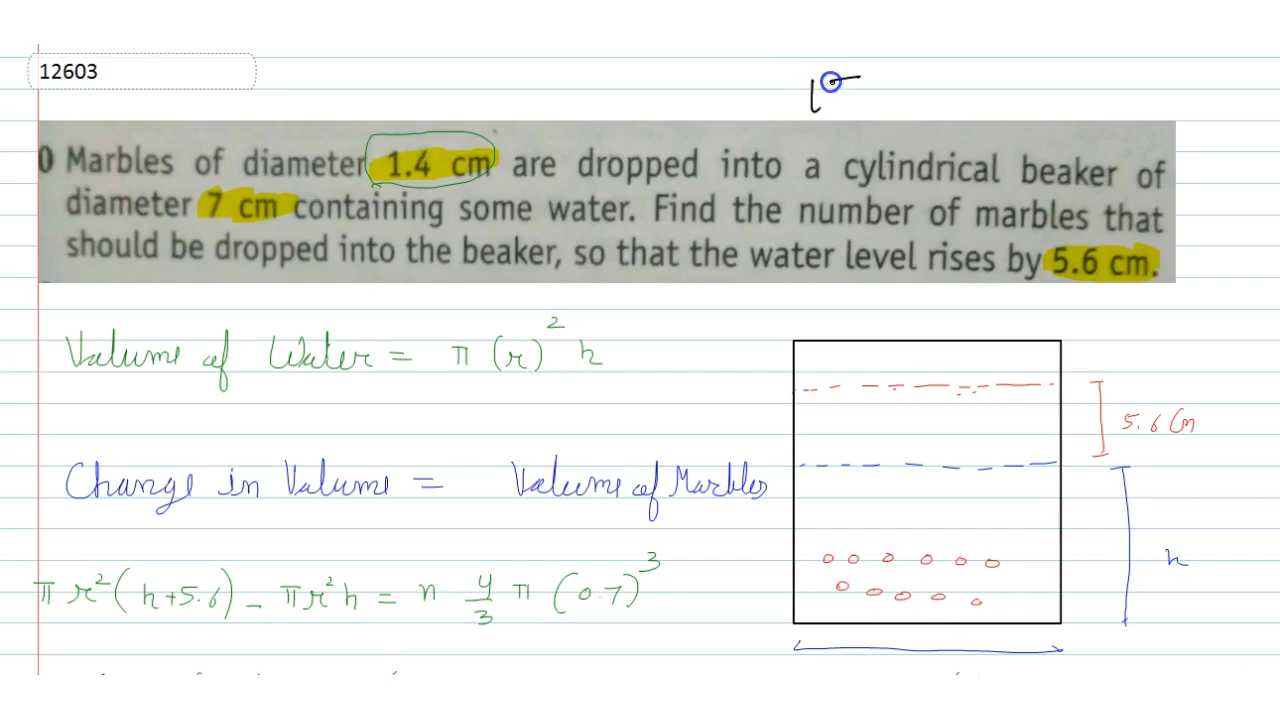 12603
0 Marbles of diameter 1.4 cm are dropped into a cylindrical beaker of
diameter 7 cm containing some water. Find the number of marbles that
should be dropped into the beaker, so that the water level rises by 5.6 cm.
Volume of Water = π (r)² h
5.6 Cm
Change in Volume = Volume of Marbles
h
π r² (h+5.6) - π r² h = n 4/3 π (0.7)³